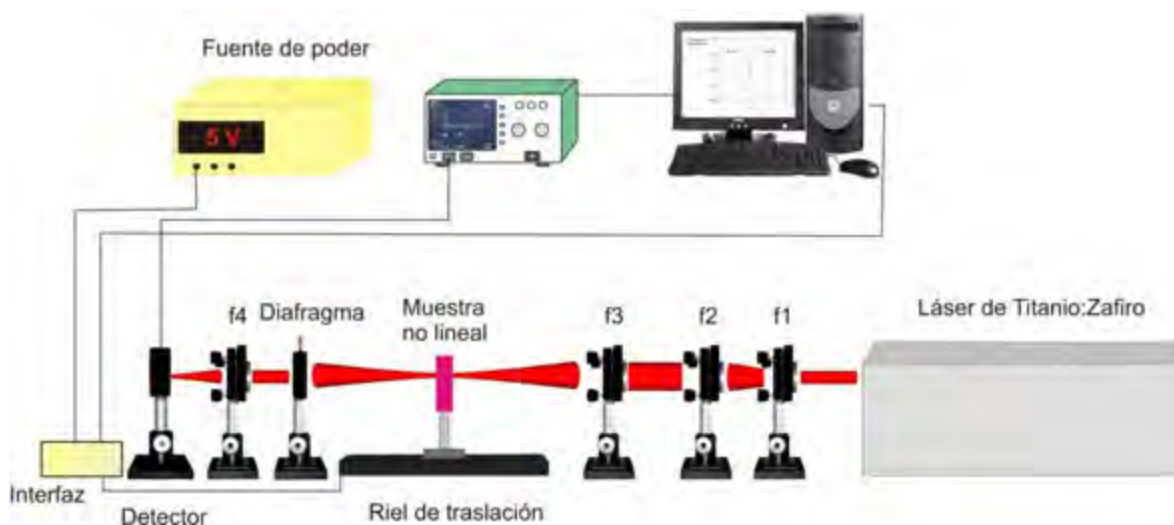 Fuente de poder
5 V
f4
Diafragma
Muestra
no lineal
f3
f2
f1
Láser de Titanio:Zafiro
Interfaz
Detector
Riel de traslación